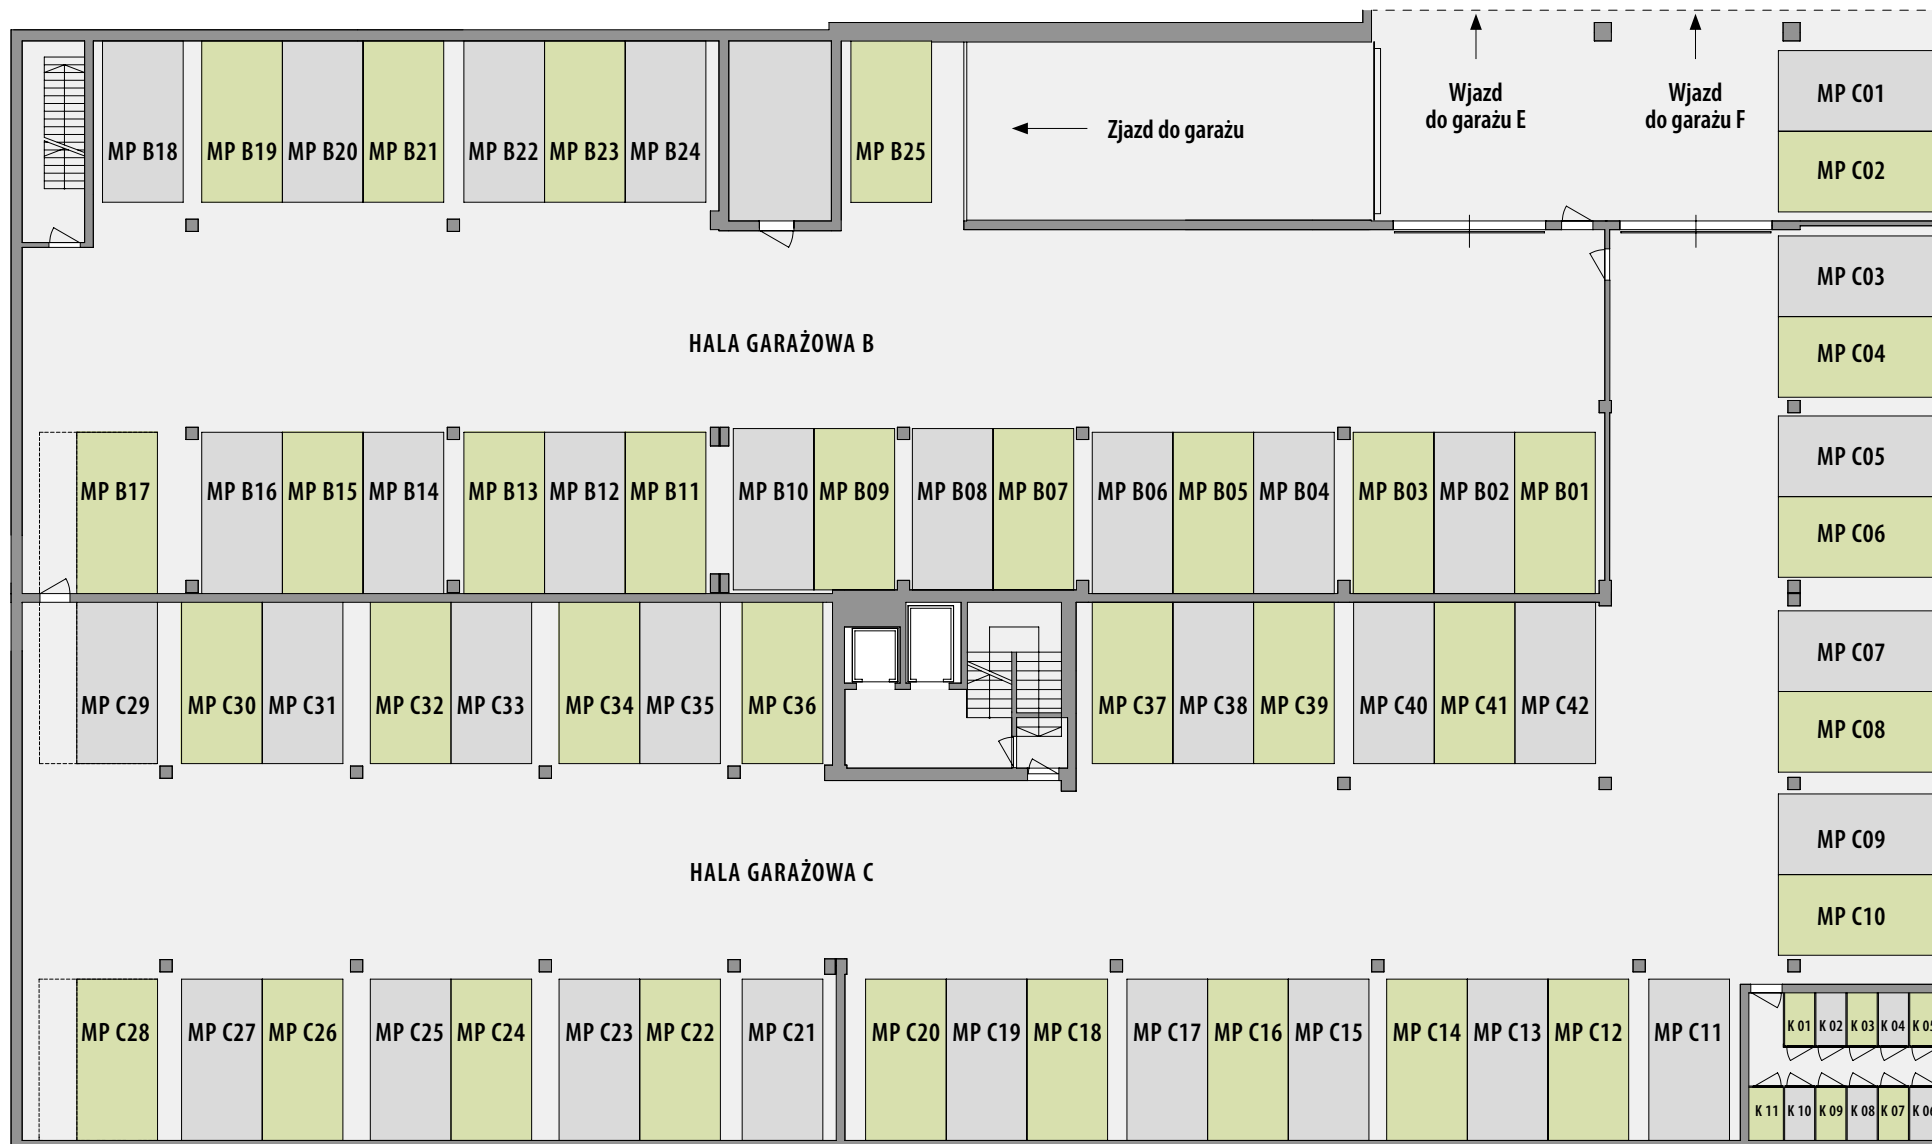 Wjazd
do garażu E
Wjazd
do garażu F
MP C01
Zjazd do garażu
MP B18
MP B19
MP B20
MP B21
MP B22
MP B23
MP B24
MP B25
MP C02
MP C03
HALA GARAŻOWA B
MP C04
MP C05
MP B17
MP B16
MP B15
MP B14
MP B13
MP B12
MP B11
MP B10
MP B09
MP B08
MP B07
MP B06
MP B05
MP B04
MP B03
MP B02
MP B01
MP C06
MP C07
MP C29
MP C30
MP C31
MP C32
MP C33
MP C34
MP C35
MP C36
MP C37
MP C38
MP C39
MP C40
MP C41
MP C42
MP C08
MP C09
HALA GARAŻOWA C
MP C10
MP C28
MP C27
MP C26
MP C25
MP C24
MP C23
MP C22
MP C21
MP C20
MP C19
MP C18
MP C17
MP C16
MP C15
MP C14
MP C13
MP C12
MP C11
K 01
K 02
K 03
K 04
K 05
K 11
K 10
K 09
K 08
K 07
K 06